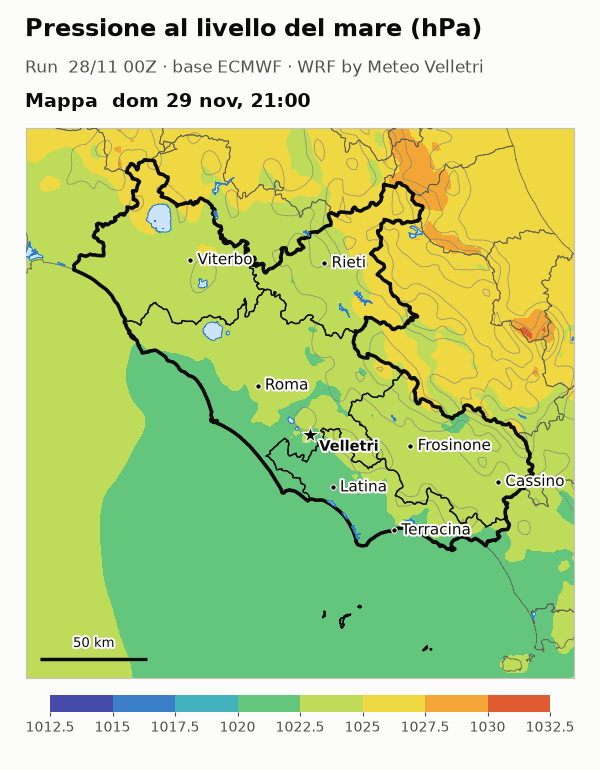 Pressione al livello del mare (hPa)
Run 28/11 00Z · base ECMWF · WRF by Meteo Velletri
Mappa dom 29 nov, 21:00
Viterbo
Rieti
Roma
Velletri
Frosinone
Latina
Cassino
Terracina
50 km
1012.5 1015 1017.5 1020 1022.5 1025 1027.5 1030 1032.5